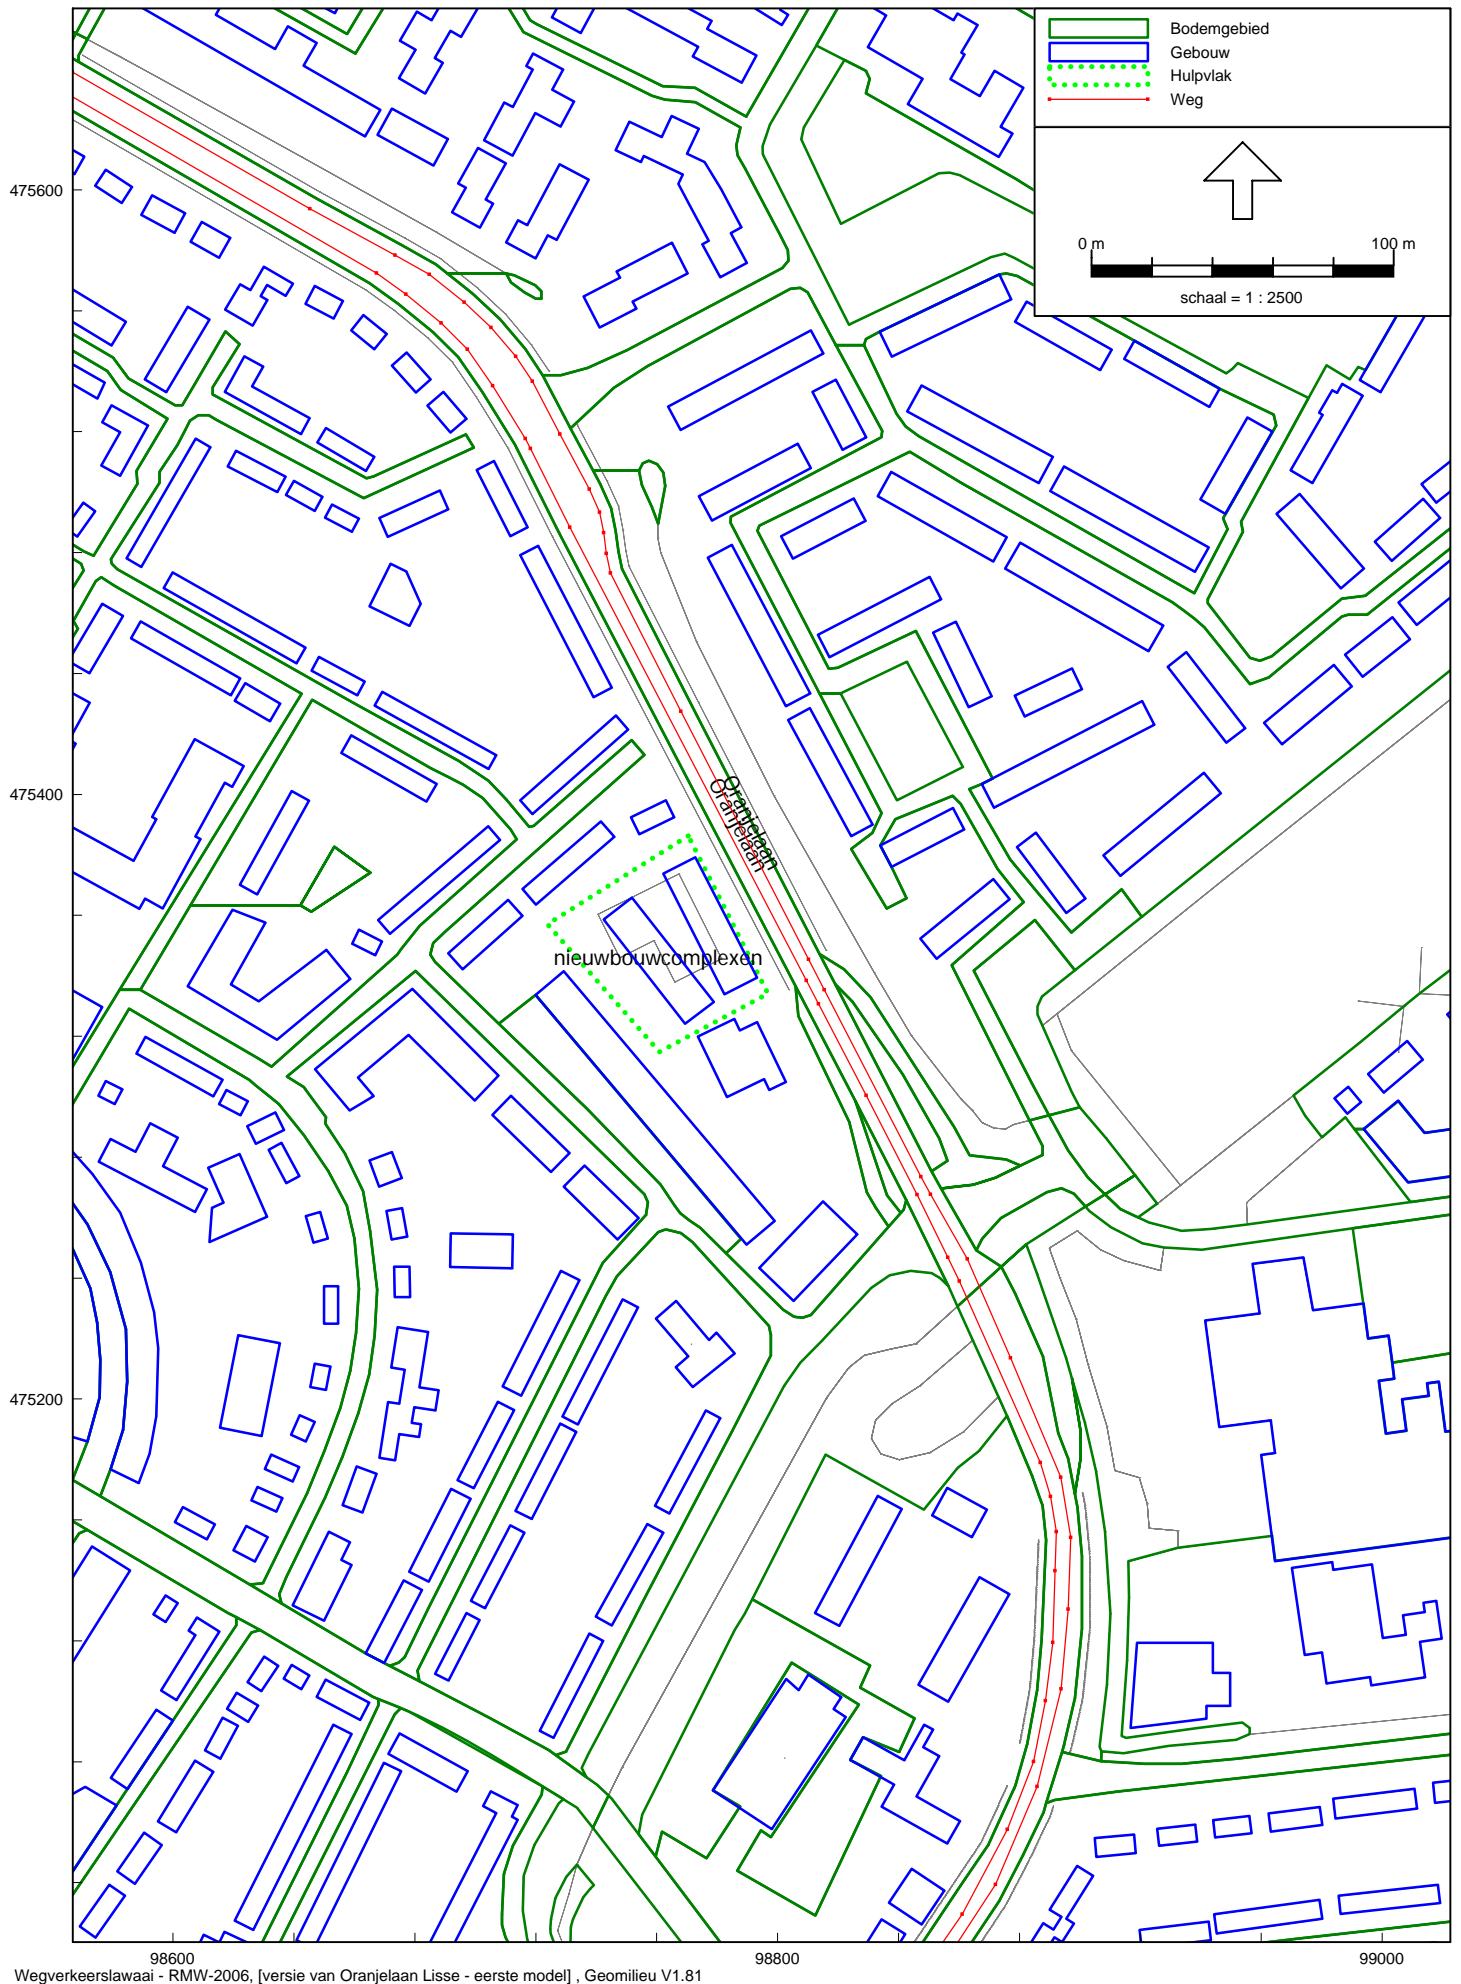 Bodemgebied
Gebouw
Hulpvlak
Weg
0 m 100 m
schaal = 1 : 2500
475600
475400
475200
Oranjelaan
Oranjelaan
nieuwbouwcomplexen
98600 98800 99000
Wegverkeerslawaai - RMW-2006, [versie van Oranjelaan Lisse - eerste model] , Geomilieu V1.81